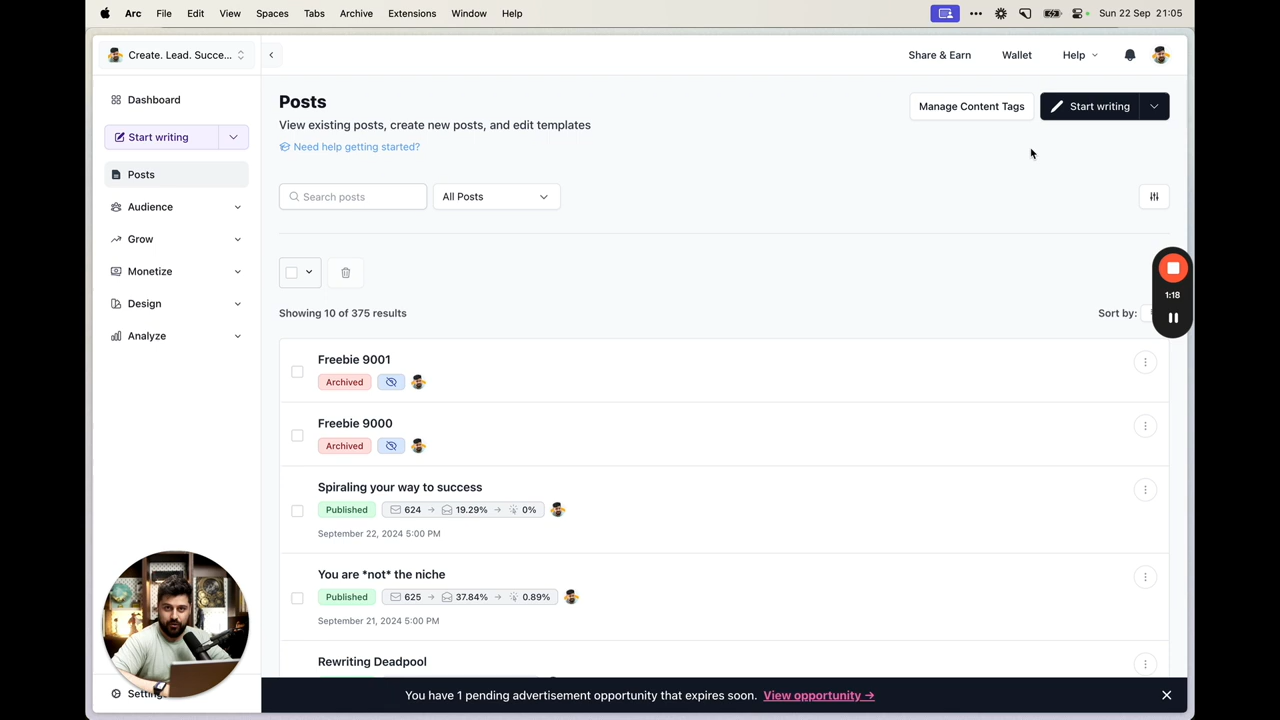 Arc File Edit View Spaces Tabs Archive Extensions Window Help Sun 22 Sep 21:05
Create. Lead. Succe... Share & Earn Wallet Help
Dashboard
Start writing
Posts
Audience
Grow
Monetize
Design
Analyze
Posts
Manage Content Tags Start writing
View existing posts, create new posts, and edit templates
Need help getting started?
Search posts All Posts
1:18
Showing 10 of 375 results Sort by:
Freebie 9001
Archived
Freebie 9000
Archived
Spiraling your way to success
Published 624 → 19.29% → 0%
September 22, 2024 5:00 PM
You are *not* the niche
Published 625 → 37.84% → 0.89%
September 21, 2024 5:00 PM
Rewriting Deadpool
You have 1 pending advertisement opportunity that expires soon. View opportunity →